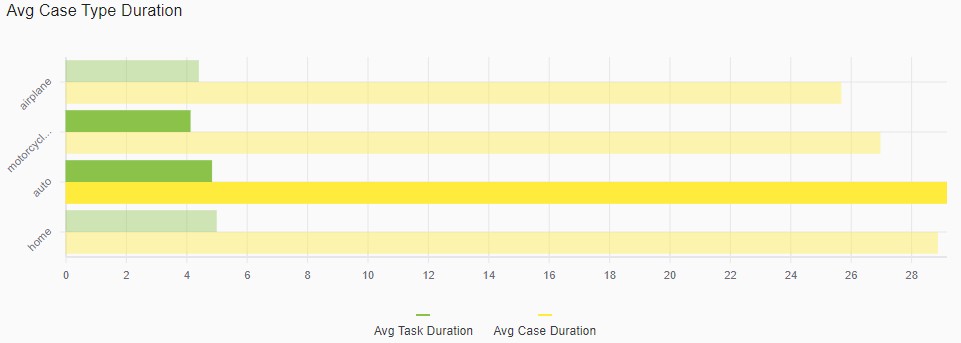 Avg Case Type Duration
airplane
motorcycl...
auto
home
0 2 4 6 8 10 12 14 16 18 20 22 24 26 28
Avg Task Duration Avg Case Duration